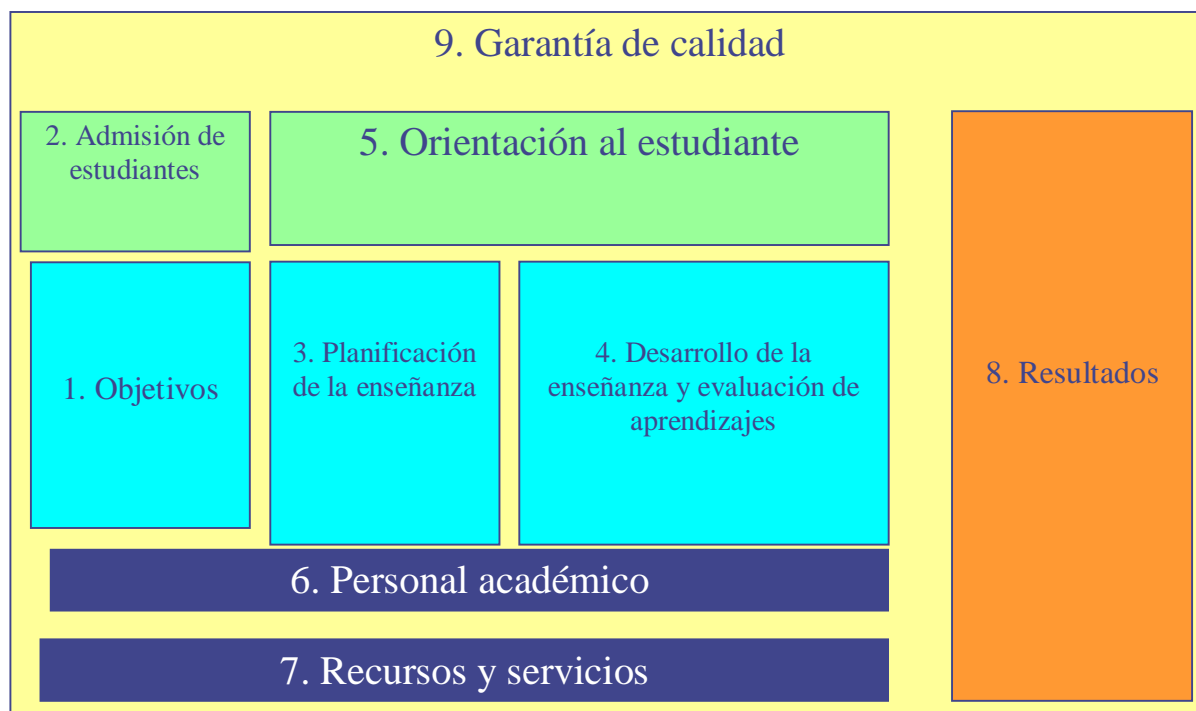 9. Garantía de calidad
2. Admisión de
estudiantes
5. Orientación al estudiante
1. Objetivos
3. Planificación
de la enseñanza
4. Desarrollo de la
enseñanza y evaluación de
aprendizajes
8. Resultados
6. Personal académico
7. Recursos y servicios